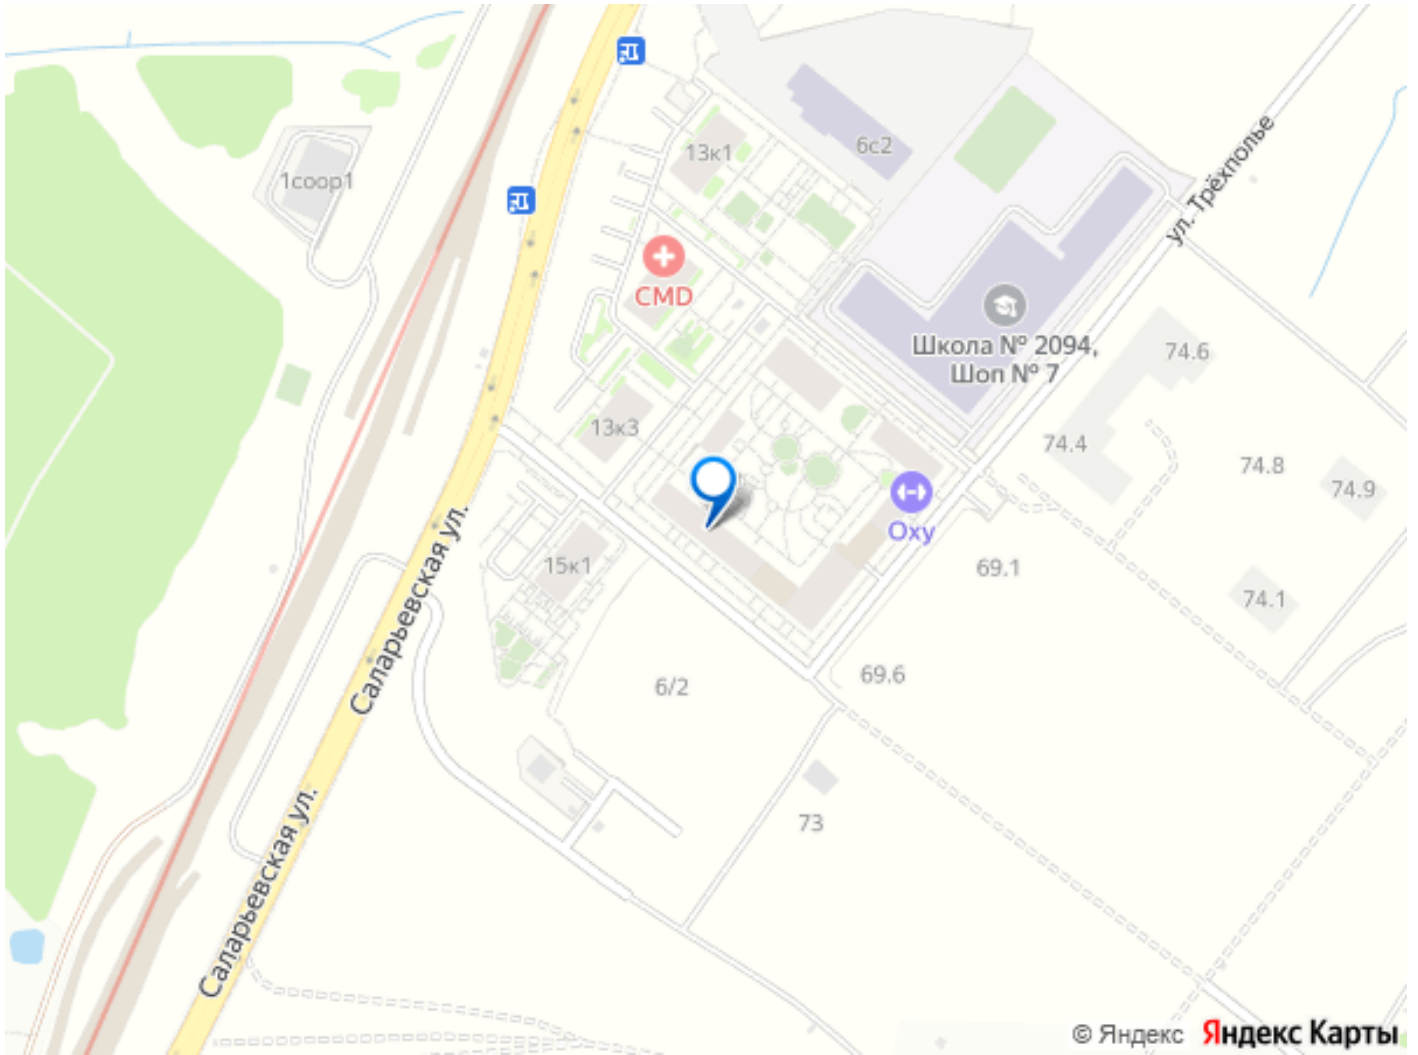 13к1
6с2
1соор1
ул. Трёхполье
CMD
Школа № 2094,
Шоп № 7
74.6
13к3
74.4
74.8
74.9
Oxy
Саларьевская ул.
15к1
69.1
74.1
6/2
69.6
73
Саларьевская ул.
© Яндекс Яндекс Карты